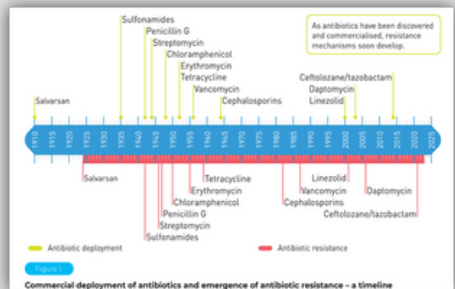 Sulfonamides
Penicillin G
Streptomycin
Chloramphenicol
Erythromycin
Tetracycline
Vancomycin
Cephalosporins
Salvarsan
As antibiotics have been discovered
and commercialised, resistance
mechanisms soon develop.
Ceftolozane/tazobactam
Daptomycin
Linezolid
1910 1915 1920 1925 1930 1935 1940 1945 1950 1955 1960 1965 1970 1975 1980 1985 1990 1995 2000 2005 2010 2015 2020 2025
Salvarsan
Tetracycline
Erythromycin
Chloramphenicol
Penicillin G
Streptomycin
Sulfonamides
Linezolid
Vancomycin
Daptomycin
Cephalosporins
Ceftolozane/tazobactam
Antibiotic deployment
Antibiotic resistance
Figure 1
Commercial deployment of antibiotics and emergence of antibiotic resistance – a timeline